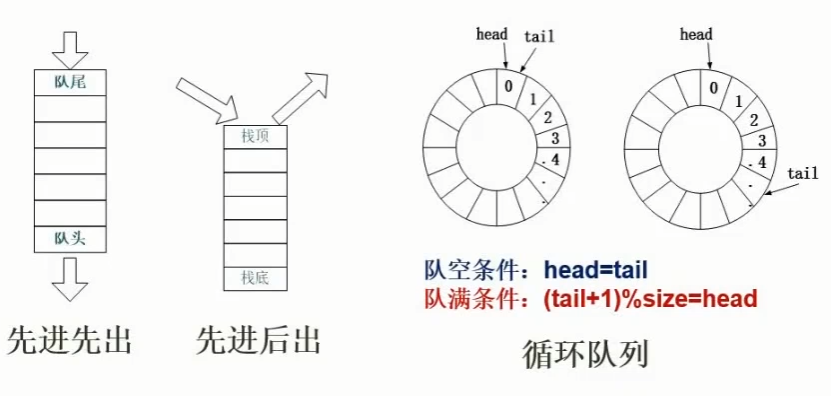 队尾
队头
先进先出
栈顶
栈底
先进后出
head tail
0
1
2
3
.4
.
.
head
0
1
2
3
.4
.
.
tail
队空条件：head=tail
队满条件：(tail+1)%size=head
循环队列